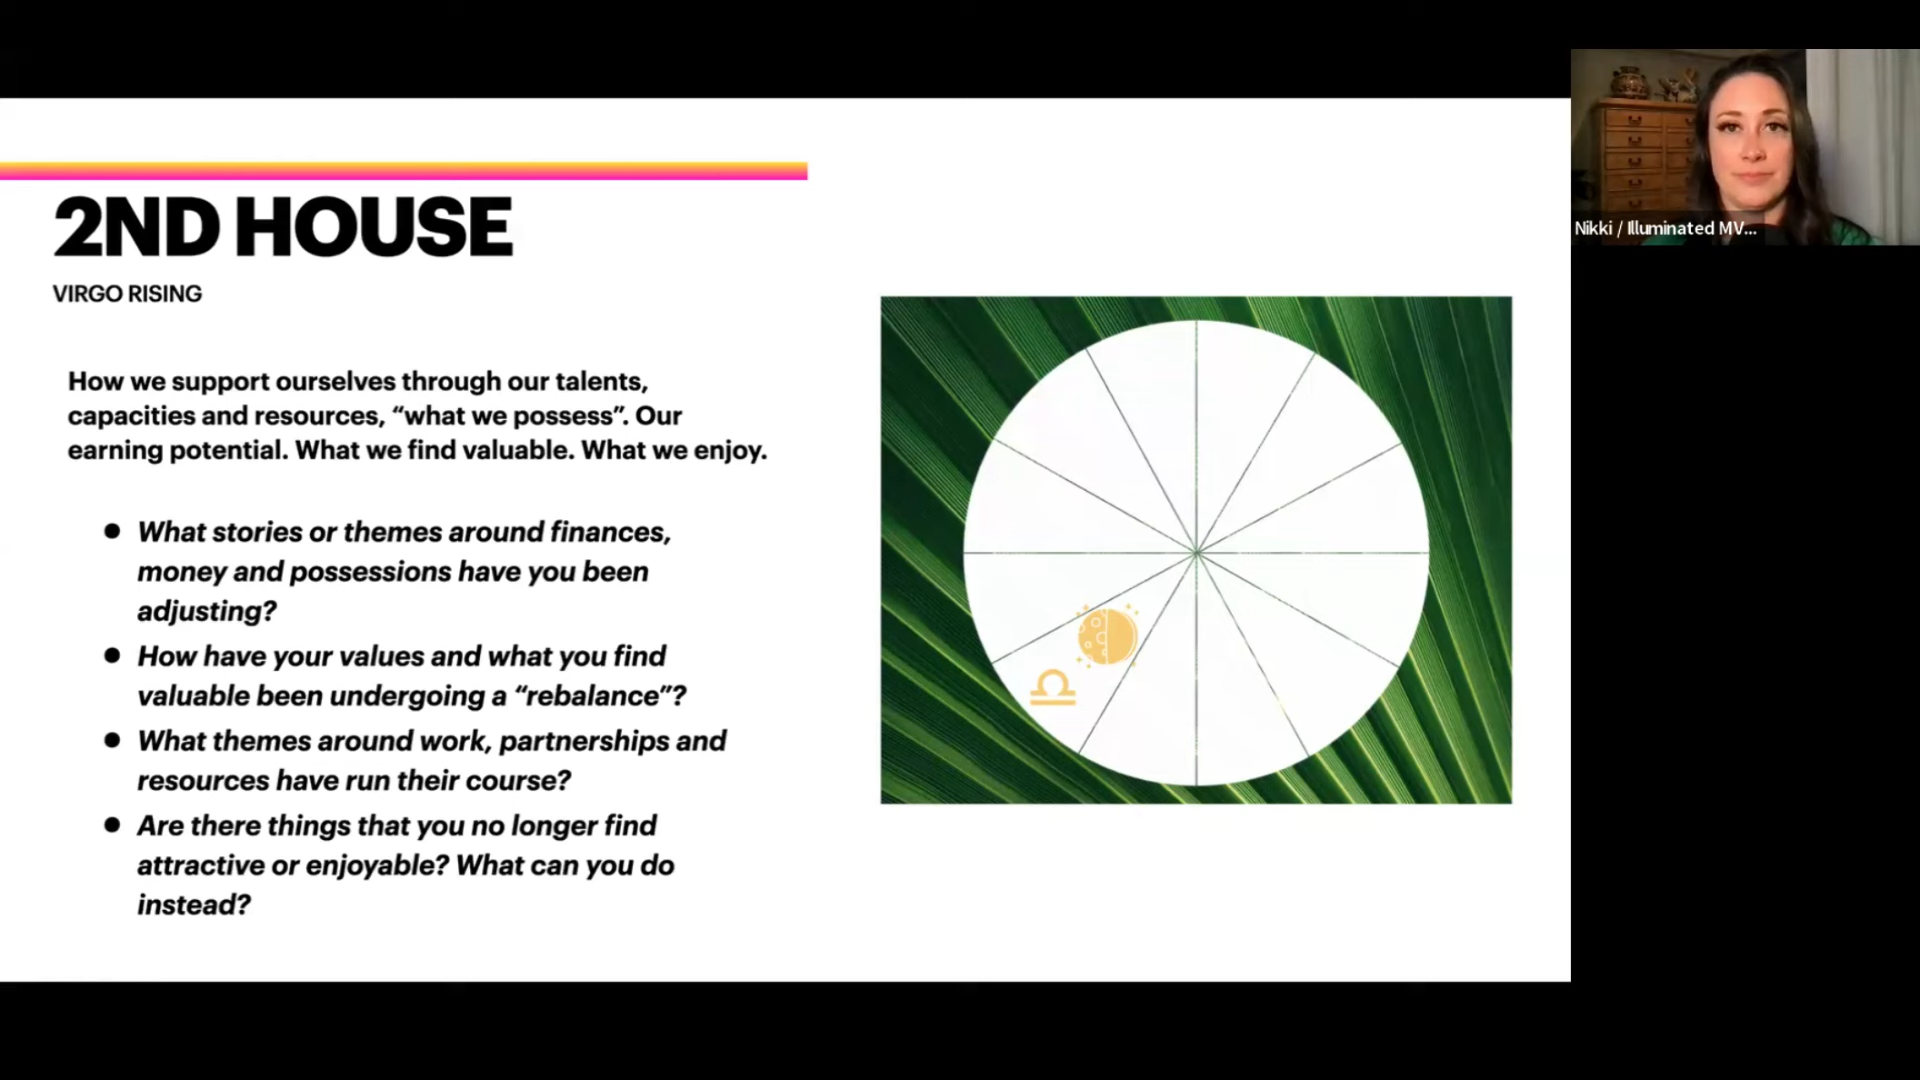 2ND HOUSE
VIRGO RISING
How we support ourselves through our talents,
capacities and resources, “what we possess”. Our
earning potential. What we find valuable. What we enjoy.
● What stories or themes around finances,
money and possessions have you been
adjusting?
● How have your values and what you find
valuable been undergoing a “rebalance”?
● What themes around work, partnerships and
resources have run their course?
● Are there things that you no longer find
attractive or enjoyable? What can you do
instead?
Nikki / Illuminated MV...